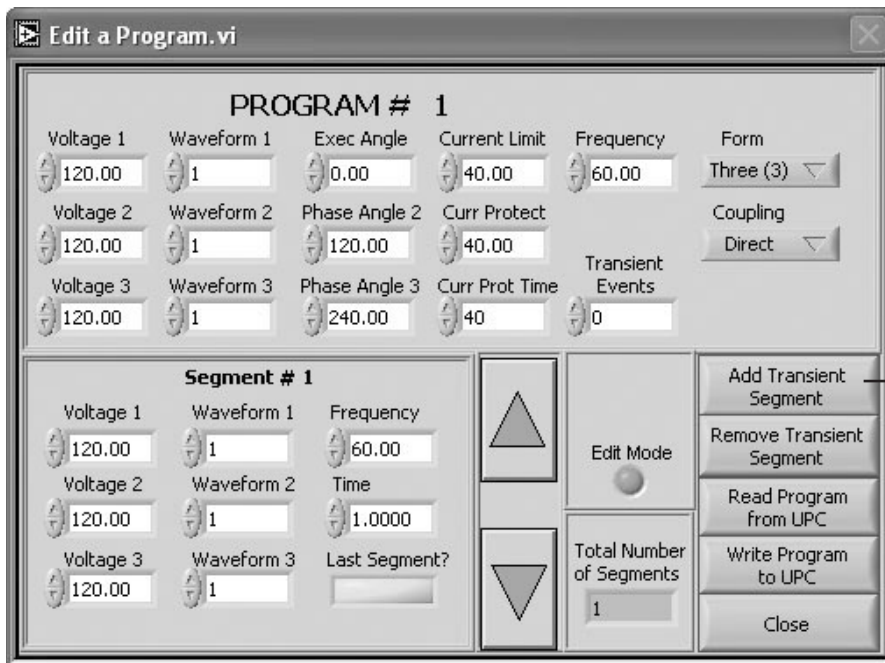 Edit a Program.vi
PROGRAM # 1
Voltage 1 Waveform 1 Exec Angle Current Limit Frequency Form
120.00 1 0.00 40.00 60.00 Three (3)
Voltage 2 Waveform 2 Phase Angle 2 Curr Protect Coupling
120.00 1 120.00 40.00 Direct
Transient
Voltage 3 Waveform 3 Phase Angle 3 Curr Prot Time Events
120.00 1 240.00 40 0
Segment # 1
Voltage 1 Waveform 1 Frequency
120.00 1 60.00
Voltage 2 Waveform 2 Time
120.00 1 1.0000
Voltage 3 Waveform 3 Last Segment?
120.00 1
Edit Mode
Total Number
of Segments
1
Add Transient
Segment
Remove Transient
Segment
Read Program
from UPC
Write Program
to UPC
Close